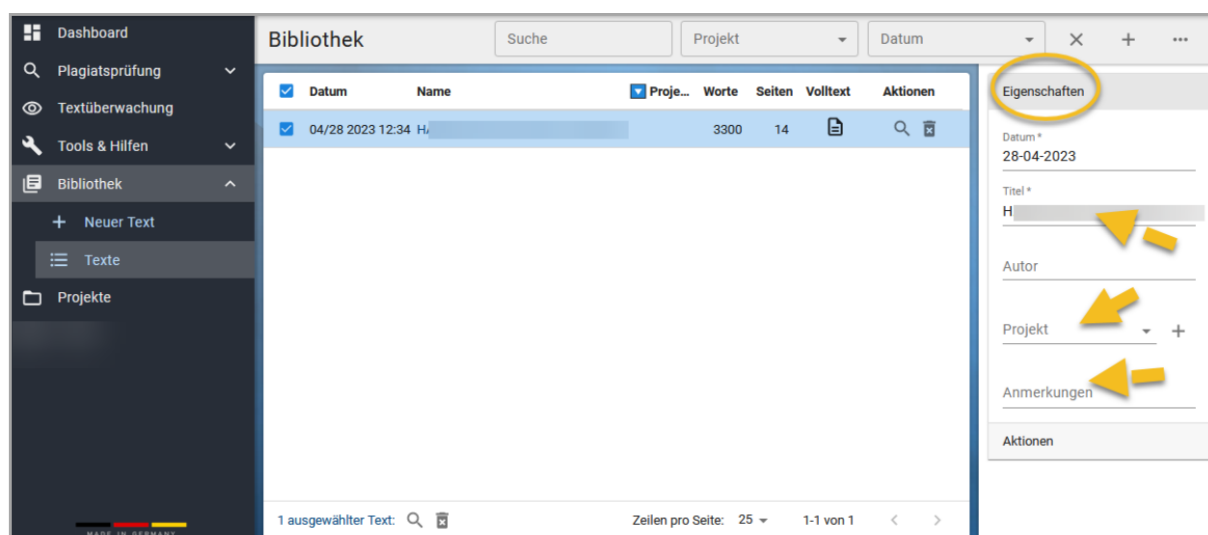 Dashboard
Plagiatsprüfung
Textüberwachung
Tools & Hilfen
Bibliothek
+ Neuer Text
Texte
Projekte
MADE IN GERMANY
Bibliothek Suche Projekt Datum
Datum Name Proje... Worte Seiten Volltext Aktionen
04/28 2023 12:34 3300 14
1 ausgewählter Text: Zeilen pro Seite: 25 1-1 von 1
Eigenschaften
Datum *
28-04-2023
Titel *
H
Autor
Projekt
Anmerkungen
Aktionen